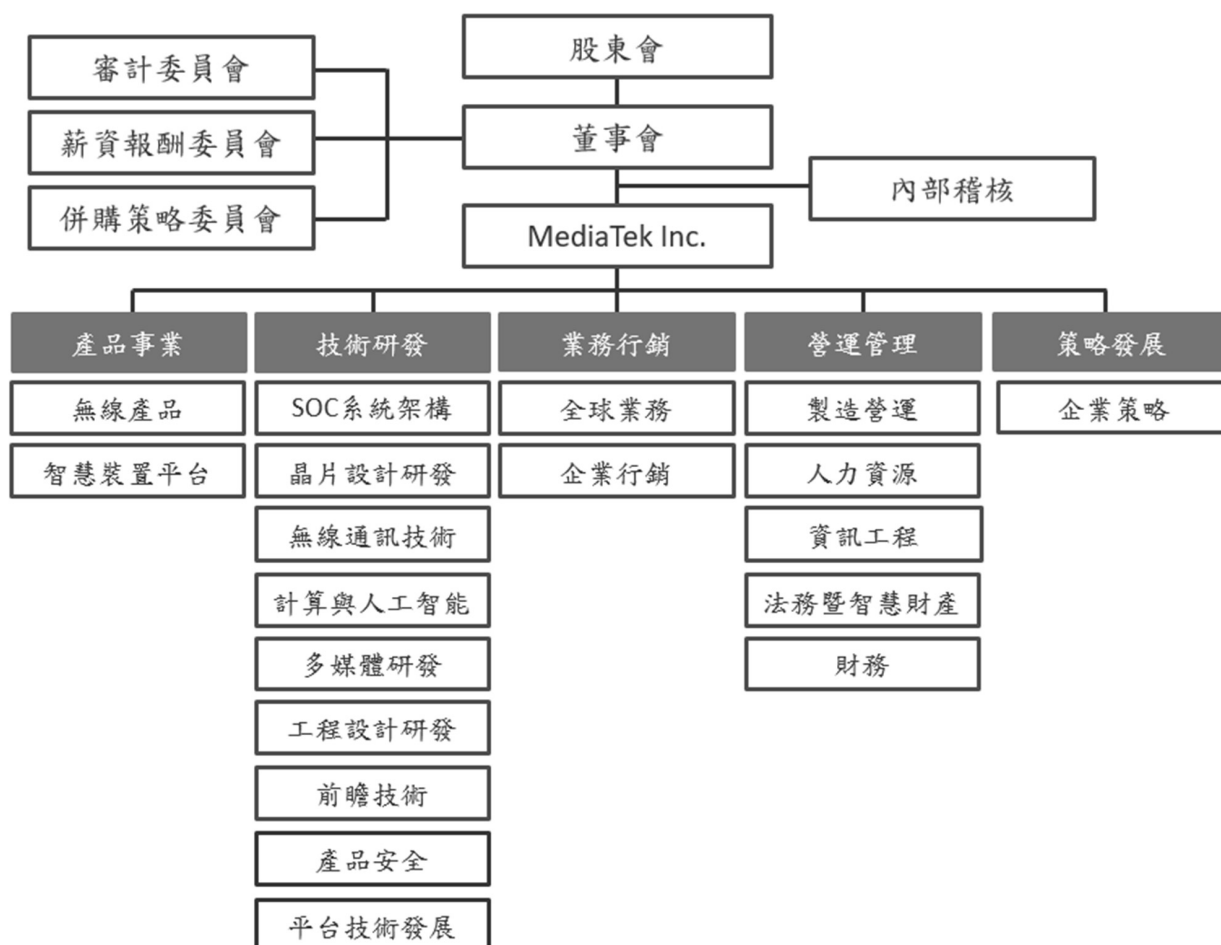 股東會
審計委員會
薪資報酬委員會
併購策略委員會
董事會
內部稽核
MediaTek Inc.
產品事業
無線產品
智慧裝置平台
技術研發
SOC系統架構
晶片設計研發
無線通訊技術
計算與人工智能
多媒體研發
工程設計研發
前瞻技術
產品安全
平台技術發展
業務行銷
全球業務
企業行銷
營運管理
製造營運
人力資源
資訊工程
法務暨智慧財產
財務
策略發展
企業策略